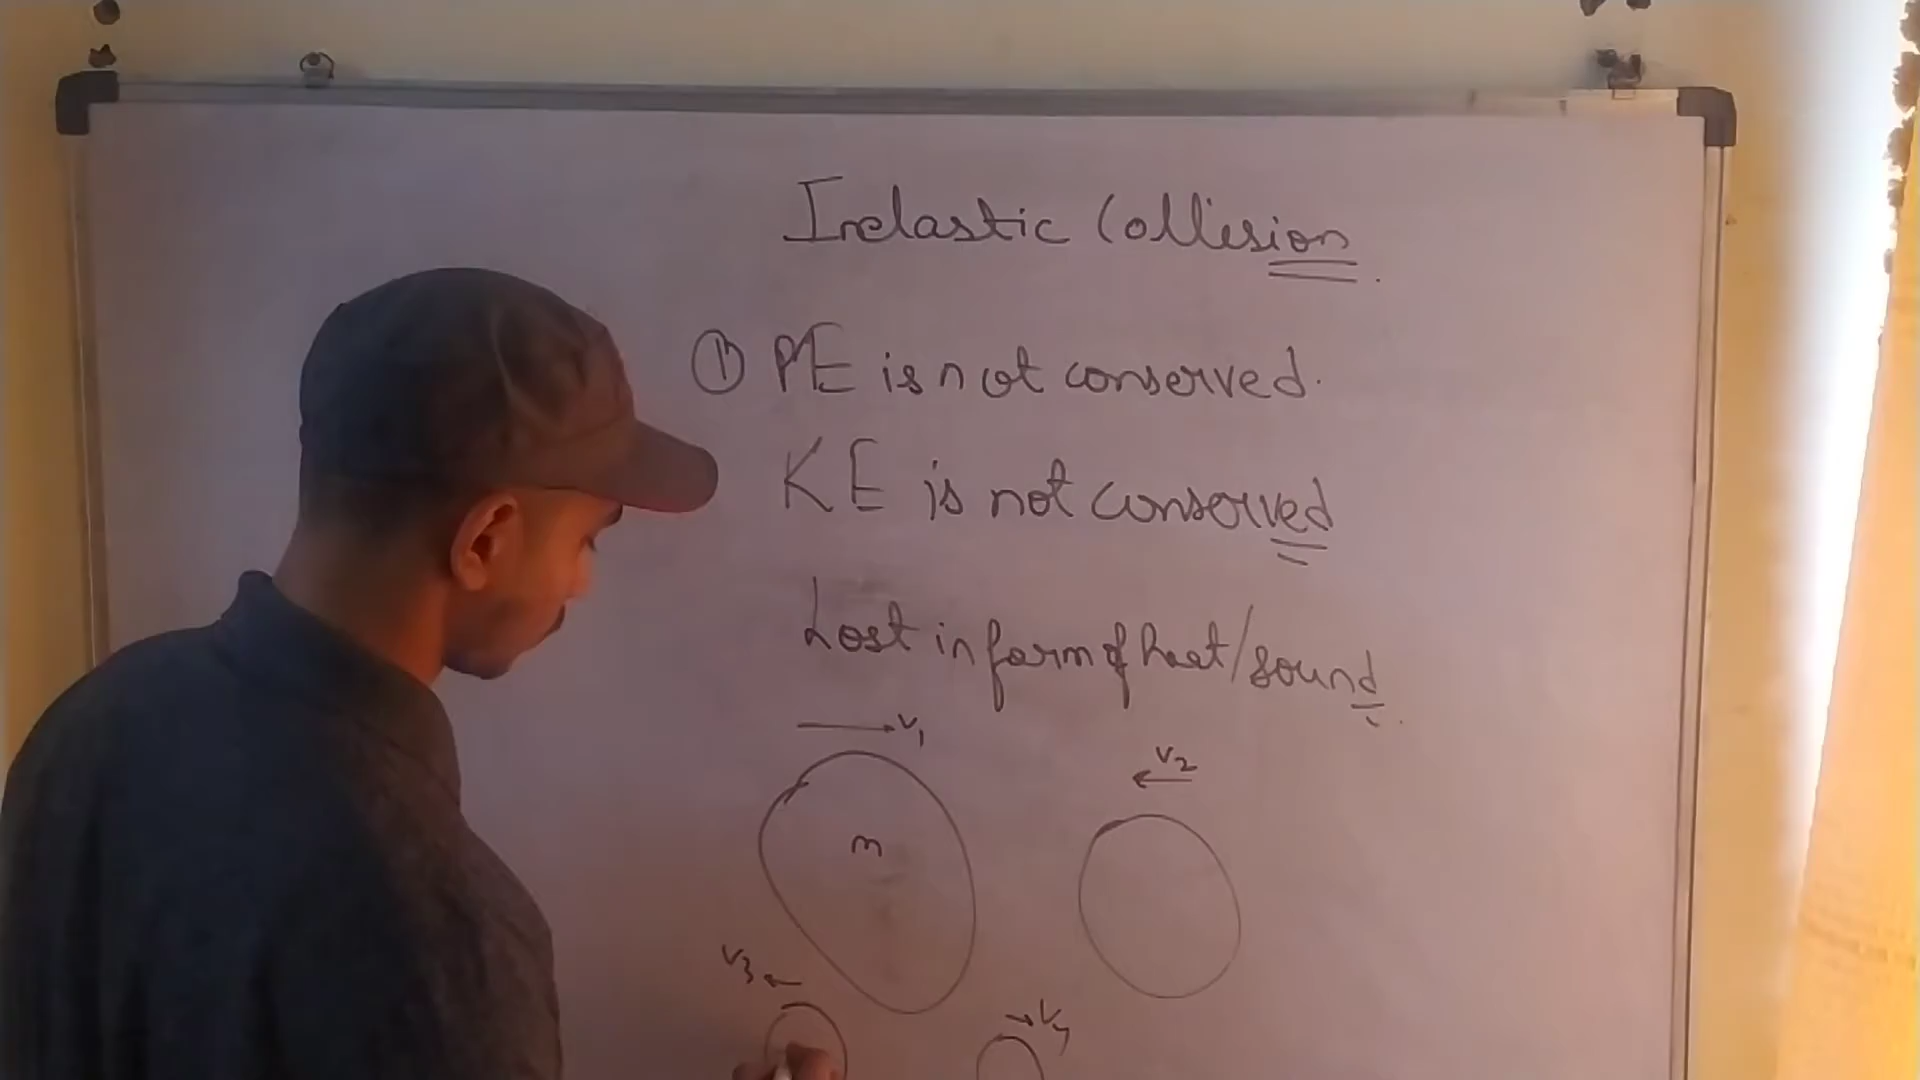 Inelastic Collision
① PE is not conserved.
KE is not conserved
Lost in form of heat/sound.
v1
v2
m
v3
v4